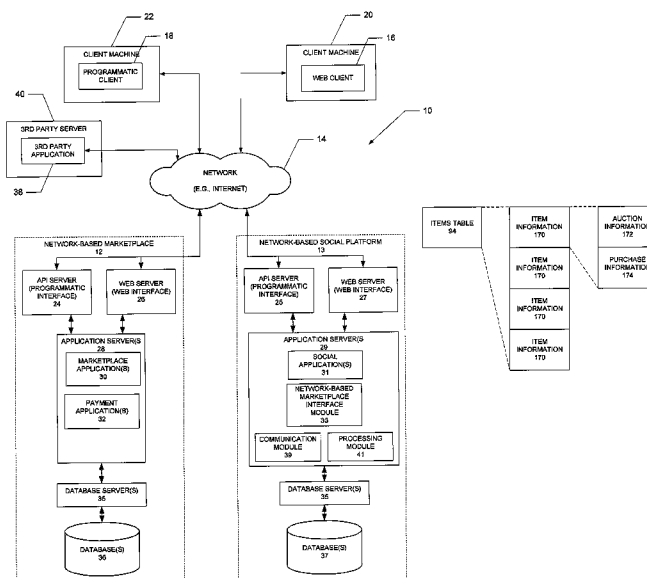 22
18
CLIENT MACHINE
PROGRAMMATIC
CLIENT
20
16
CLIENT MACHINE
WEB CLIENT
40
3RD PARTY SERVER
3RD PARTY
APPLICATION
38
10
14
NETWORK
(E.G., INTERNET)
NETWORK-BASED MARKETPLACE
12
API SERVER
(PROGRAMMATIC
INTERFACE)
24
WEB SERVER
(WEB INTERFACE)
26
APPLICATION SERVER(S)
28
MARKETPLACE
APPLICATION(S)
30
PAYMENT
APPLICATION(S)
32
DATABASE SERVER(S)
35
DATABASE(S)
36
NETWORK-BASED SOCIAL PLATFORM
13
API SERVER
(PROGRAMMATIC
INTERFACE)
25
WEB SERVER
(WEB INTERFACE)
27
APPLICATION SERVER(S)
29
SOCIAL
APPLICATION(S)
31
NETWORK-BASED
MARKETPLACE
INTERFACE
MODULE
33
COMMUNICATION
MODULE
39
PROCESSING
MODULE
41
DATABASE SERVER(S)
35
DATABASE(S)
37
ITEMS TABLE
94
ITEM
INFORMATION
170
ITEM
INFORMATION
170
ITEM
INFORMATION
170
ITEM
INFORMATION
170
AUCTION
INFORMATION
172
PURCHASE
INFORMATION
174